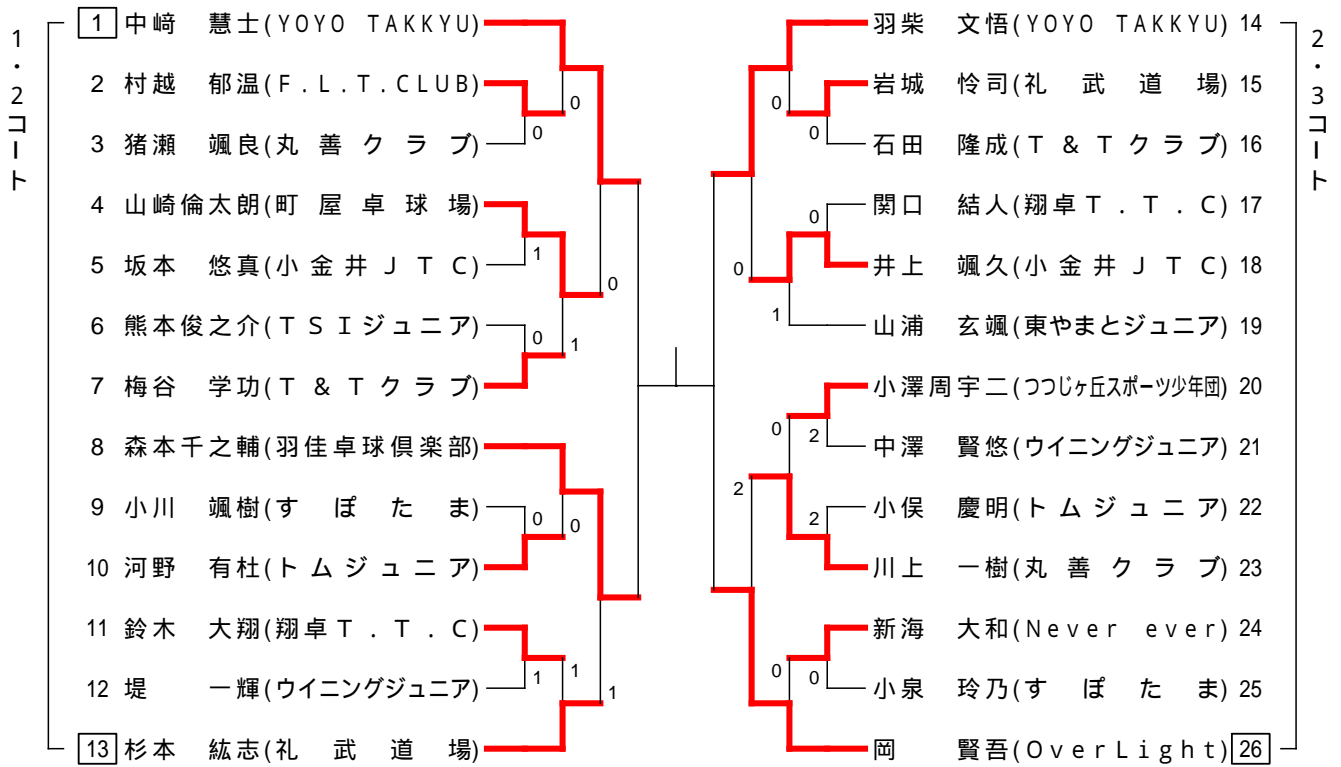 1・2コート
1 中﨑 慧士(YOYO TAKKYU)
2 村越 郁温(F.L.T.CLUB)
0
0
3 猪瀬 颯良(丸善クラブ)
4 山崎倫太朗(町屋卓球場)
1
5 坂本 悠真(小金井JTC)
0
6 熊本俊之介(TSIジュニア)
0
1
7 梅谷 学功(T&Tクラブ)
8 森本千之輔(羽佳卓球倶楽部)
9 小川 颯樹(すぽたま)
0
0
10 河野 有杜(トムジュニア)
11 鈴木 大翔(翔卓T.T.C)
1
1
12 堤 一輝(ウイニングジュニア)
1
13 杉本 紘志(礼武道場)
2・3コート
羽柴 文悟(YOYO TAKKYU) 14
岩城 怜司(礼武道場) 15
0
0
石田 隆成(T&Tクラブ) 16
関口 結人(翔卓T.T.C) 17
0
井上 颯久(小金井JTC) 18
0
1
山浦 玄颯(東やまとジュニア) 19
小澤周宇二(つつじヶ丘スポーツ少年団) 20
0
2
中澤 賢悠(ウイニングジュニア) 21
2
小俣 慶明(トムジュニア) 22
2
川上 一樹(丸善クラブ) 23
新海 大和(Never ever) 24
0
0
小泉 玲乃(すぽたま) 25
岡 賢吾(OverLight) 26